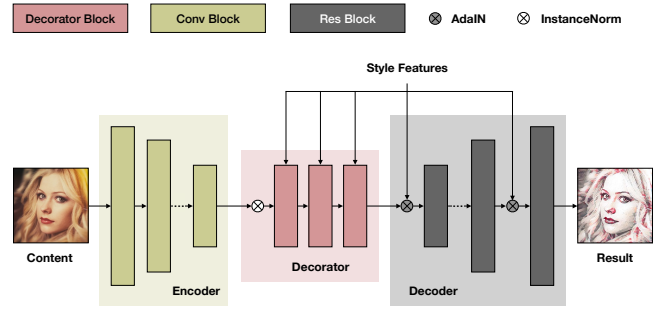 Decorator Block Conv Block Res Block AdaIN InstanceNorm
Style Features
Content
Encoder
Decorator
Decoder
Result